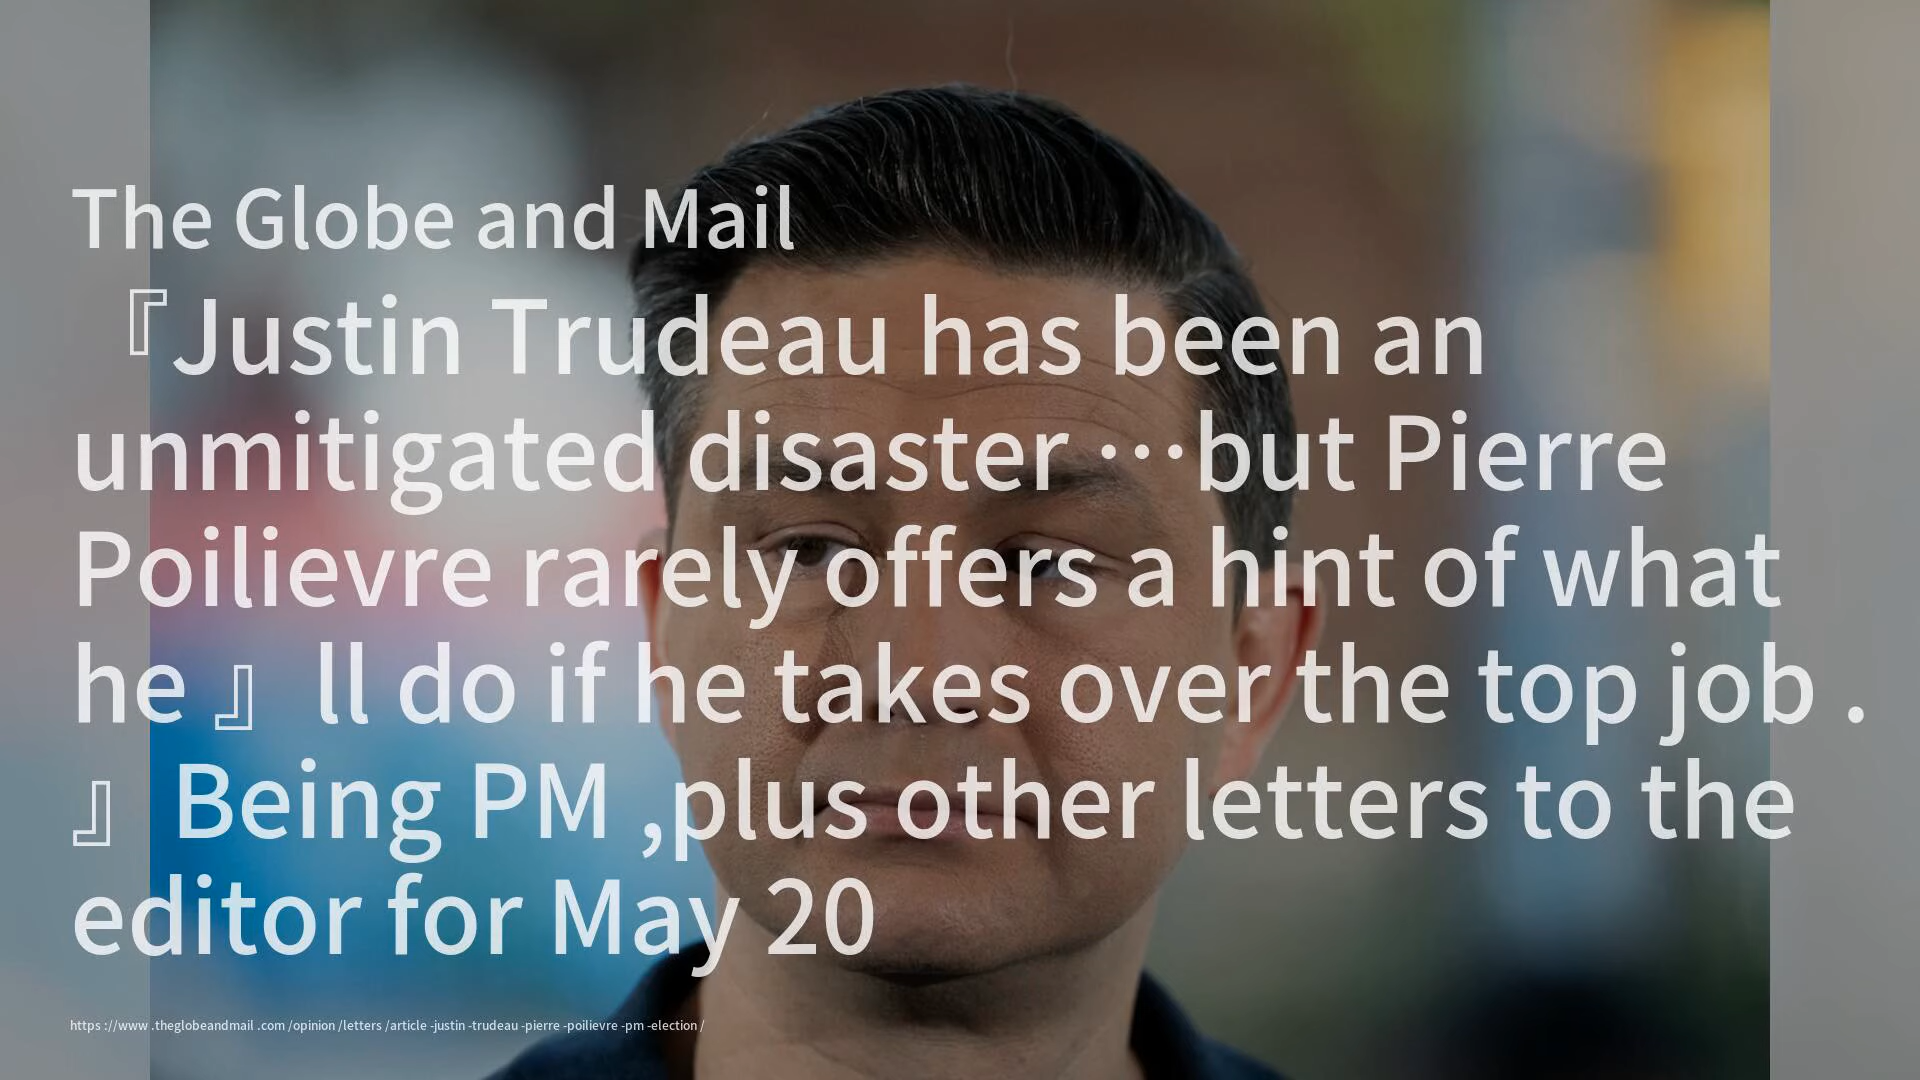 The Globe and Mail
『Justin Trudeau has been an
unmitigated disaster …but Pierre
Poilievre rarely offers a hint of what
he 』 ll do if he takes over the top job .
』 Being PM ,plus other letters to the
editor for May 20
https ://www .theglobeandmail .com /opinion /letters /article -justin -trudeau -pierre -poilievre -pm -election /